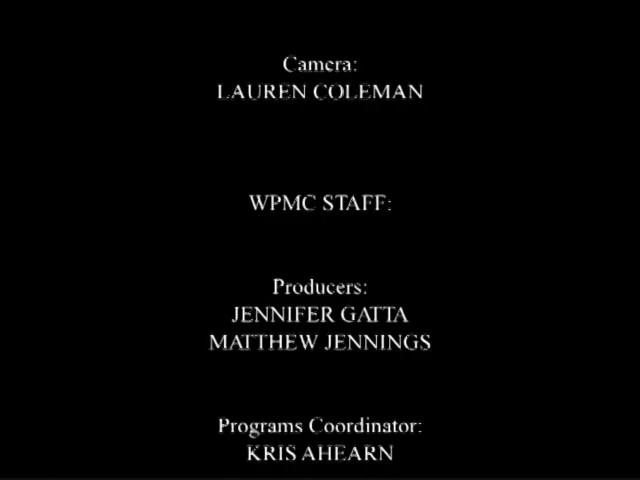 Camera:
LAUREN COLEMAN
WPMC STAFF:
Producers:
JENNIFER GATTA
MATTHEW JENNINGS
Programs Coordinator:
KRIS AHEARN